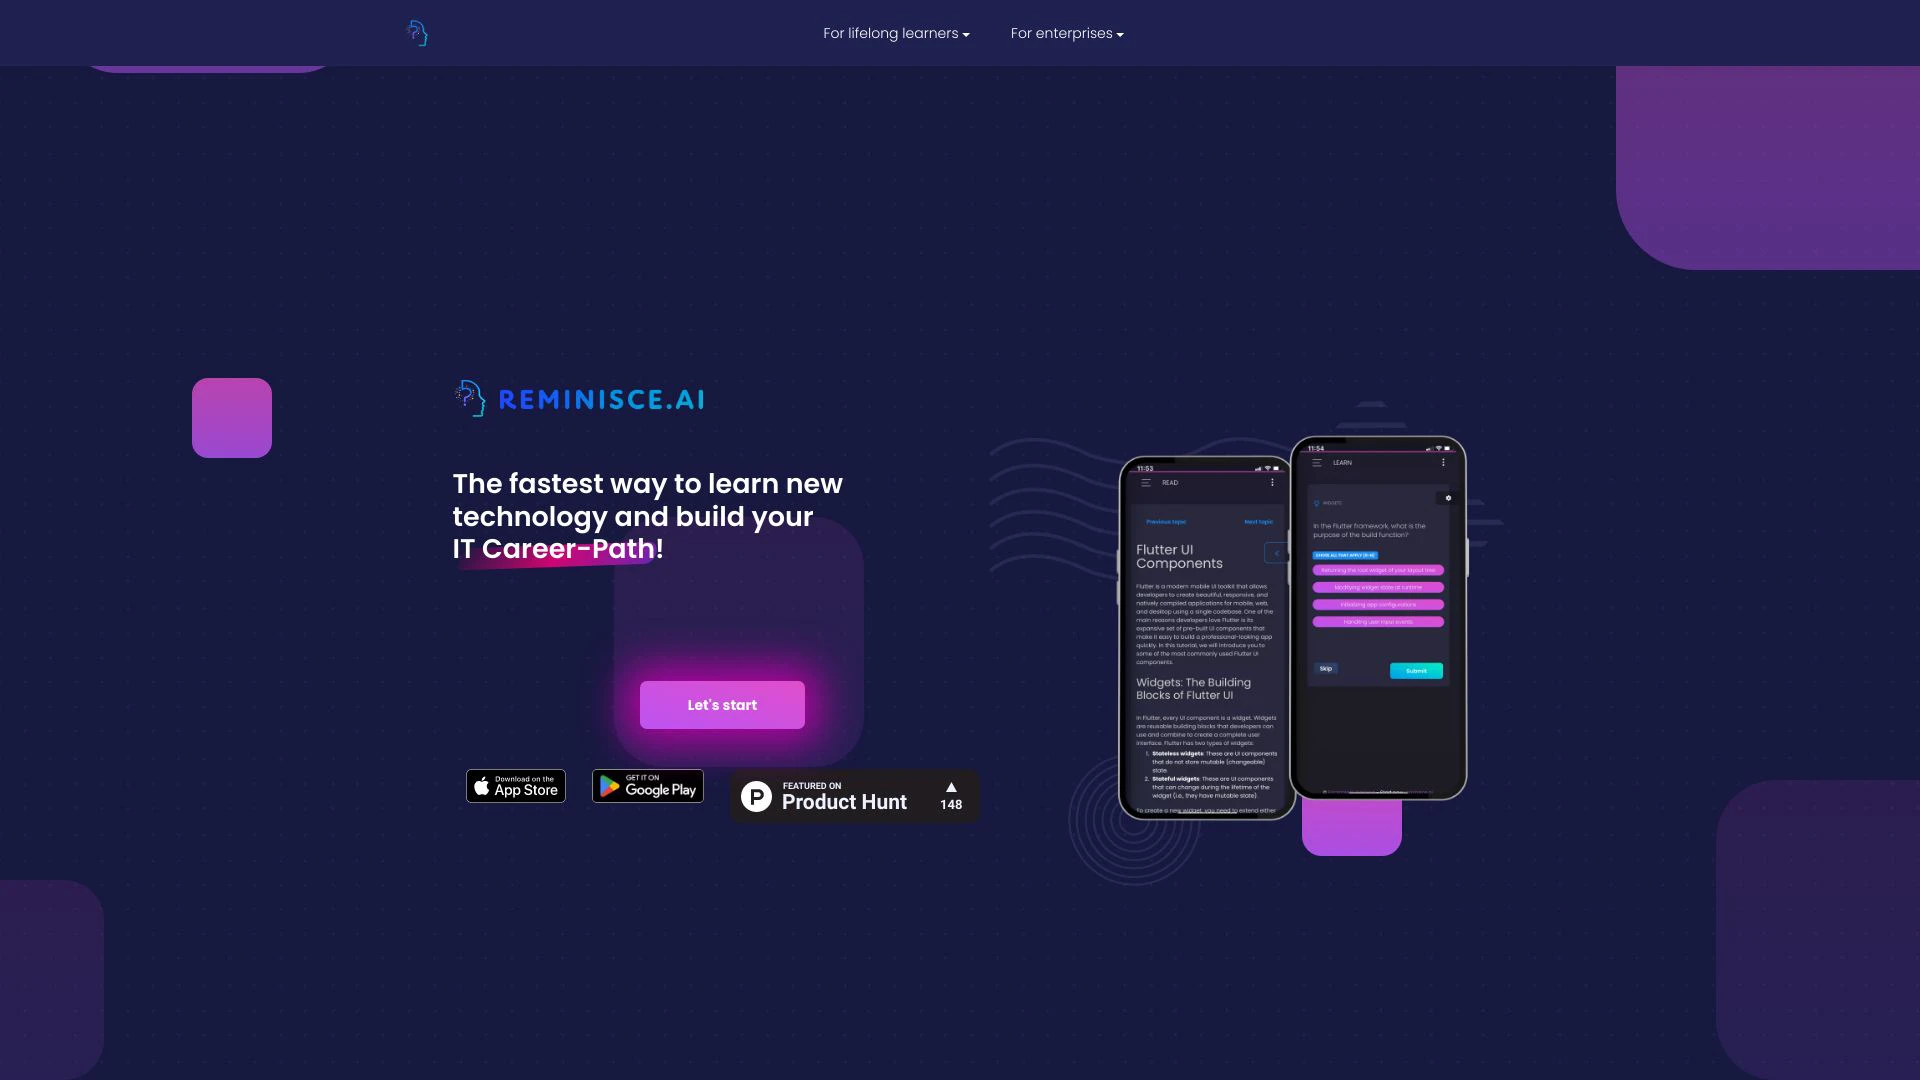 For lifelong learners
For enterprises
REMINISCE.AI
The fastest way to learn new
technology and build your
IT Career-Path!
Let's start
Download on the
App Store
GET IT ON
Google Play
FEATURED ON
Product Hunt
148
11:53
READ
Previous topic
Next topic
Flutter UI
Components
Flutter is a modern mobile UI toolkit that allows
developers to create beautiful, responsive, and
natively compiled applications for mobile, web,
and desktop using a single codebase. One of the
main reasons developers love Flutter is its
expansive set of pre-built UI components that
make it easy to build a professional-looking app
quickly. In this tutorial, we will introduce you to
some of the most commonly used Flutter UI
components.
Widgets: The Building
Blocks of Flutter UI
In Flutter, every UI component is a widget. Widgets
are reusable building blocks that developers can
use and combine to create a complete user
interface. Flutter has two types of widgets:
1. Stateless widgets: These are UI components
that do not store mutable (changeable)
state
2. Stateful widgets: These are UI components
that can change during the lifetime of the
widget (i.e., they have mutable state).
To create a new widget, you need to extend either
11:54
LEARN
WIDGETS
In the Flutter framework, what is the
purpose of the build function?
Returning the root widget of your layout tree
Modifying widget state at runtime
Initializing app configurations
Handling user input events
Skip
Submit